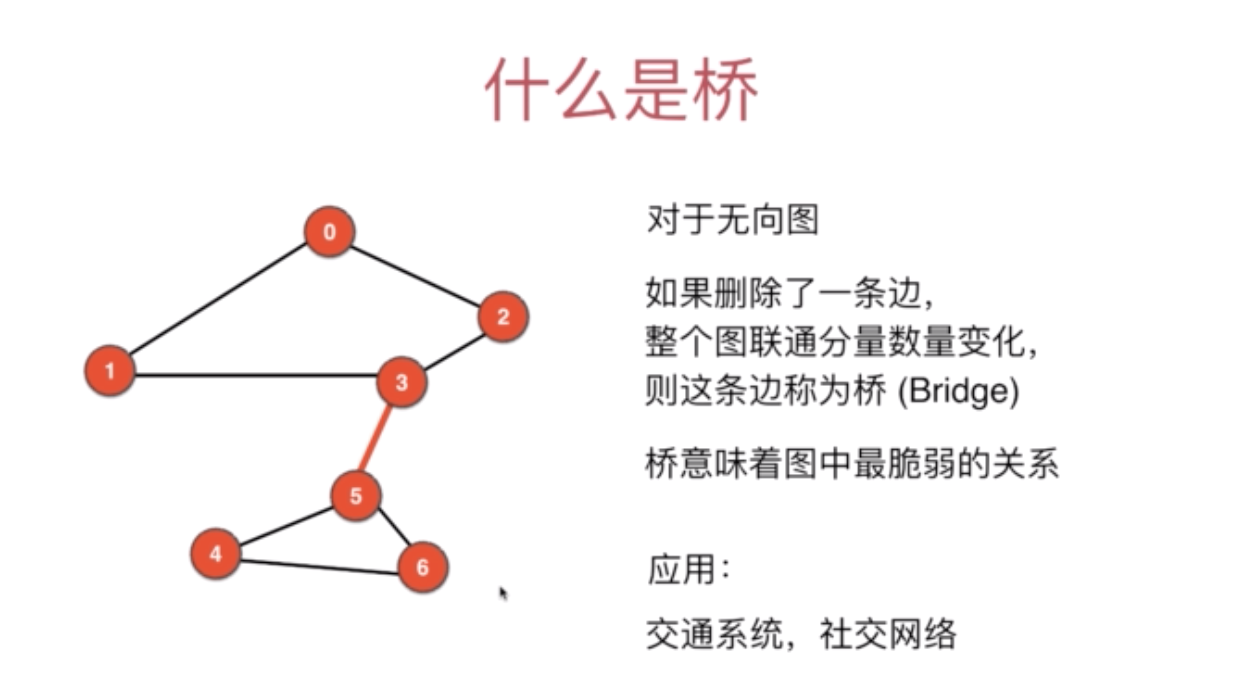 什么是桥
0
2
1
3
5
4
6
对于无向图
如果删除了一条边，
整个图联通分量数量变化，
则这条边称为桥 (Bridge)
桥意味着图中最脆弱的关系
应用：
交通系统，社交网络